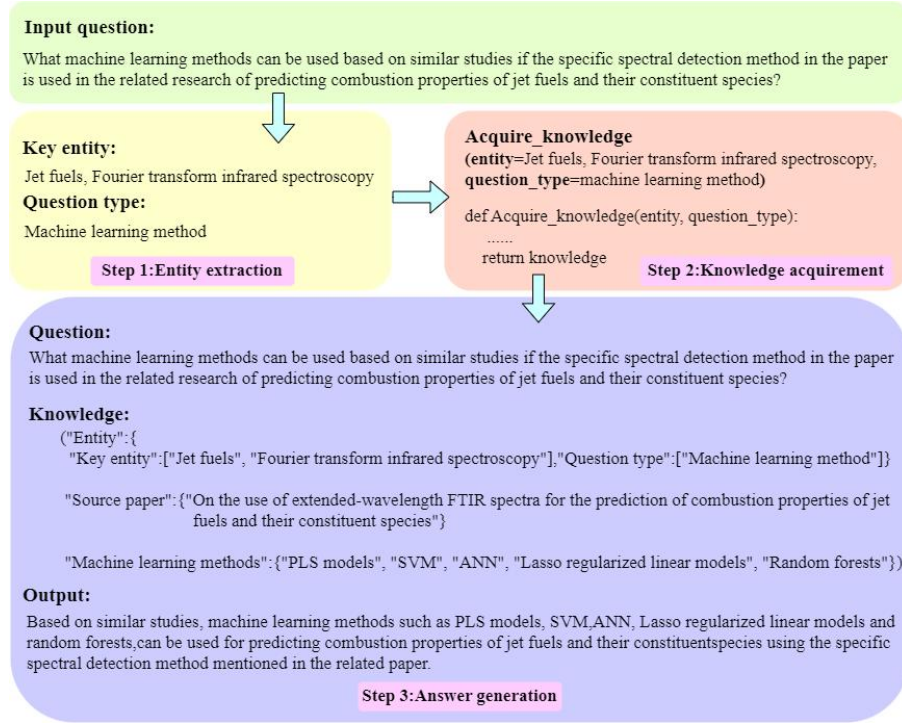 Input question:
What machine learning methods can be used based on similar studies if the specific spectral detection method in the paper
is used in the related research of predicting combustion properties of jet fuels and their constituent species?
Key entity:
Jet fuels, Fourier transform infrared spectroscopy
Question type:
Machine learning method
Step 1:Entity extraction
Acquire_knowledge
(entity=Jet fuels, Fourier transform infrared spectroscopy,
question_type=machine learning method)
def Acquire_knowledge(entity, question_type):
......
return knowledge
Step 2:Knowledge acquirement
Question:
What machine learning methods can be used based on similar studies if the specific spectral detection method in the paper
is used in the related research of predicting combustion properties of jet fuels and their constituent species?
Knowledge:
("Entity":{
"Key entity":["Jet fuels", "Fourier transform infrared spectroscopy"],"Question type":["Machine learning method"]}
"Source paper":{"On the use of extended-wavelength FTIR spectra for the prediction of combustion properties of jet
fuels and their constituent species"}
"Machine learning methods":{"PLS models", "SVM", "ANN", "Lasso regularized linear models", "Random forests"})
Output:
Based on similar studies, machine learning methods such as PLS models, SVM,ANN, Lasso regularized linear models and
random forests,can be used for predicting combustion properties of jet fuels and their constituentspecies using the specific
spectral detection method mentioned in the related paper.
Step 3:Answer generation